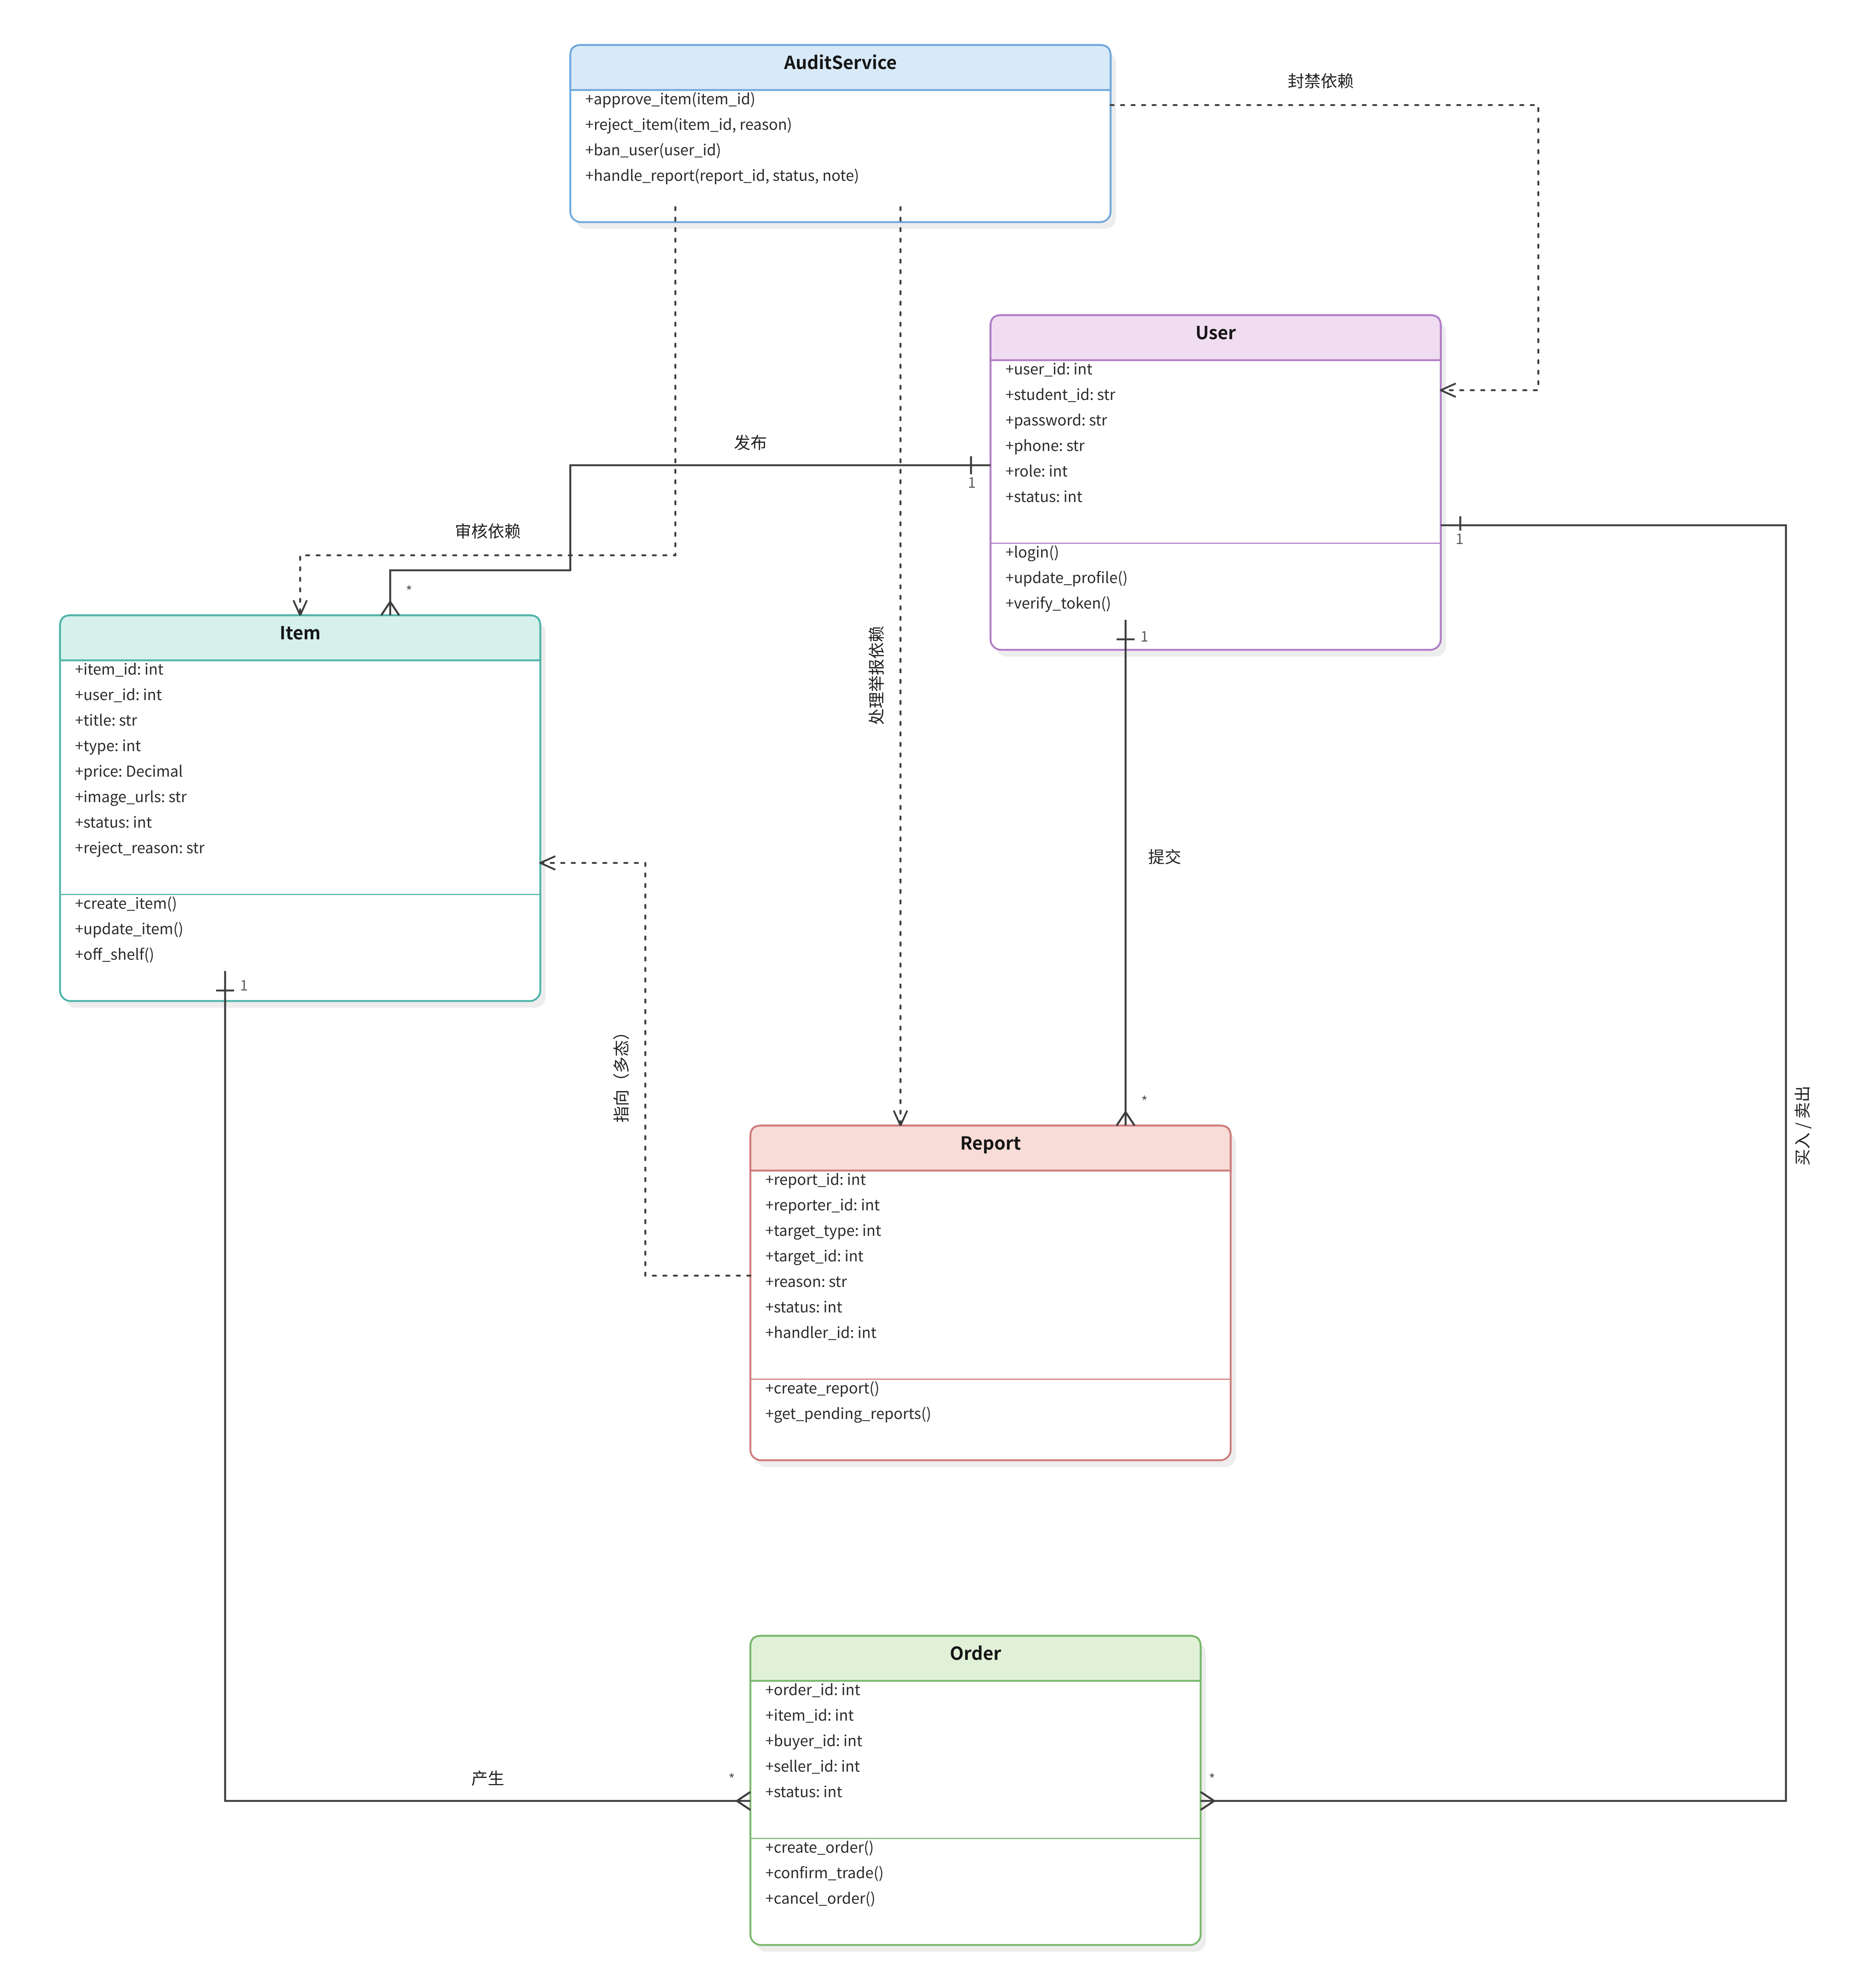 AuditService
+approve_item(item_id)
+reject_item(item_id, reason)
+ban_user(user_id)
+handle_report(report_id, status, note)
封禁依赖
User
+user_id: int
+student_id: str
+password: str
+phone: str
+role: int
+status: int
+login()
+update_profile()
+verify_token()
发布
1
1
审核依赖
*
1
处理举报依赖
Item
+item_id: int
+user_id: int
+title: str
+type: int
+price: Decimal
+image_urls: str
+status: int
+reject_reason: str
+create_item()
+update_item()
+off_shelf()
1
提交
指向（多态）
*
买入 / 卖出
Report
+report_id: int
+reporter_id: int
+target_type: int
+target_id: int
+reason: str
+status: int
+handler_id: int
+create_report()
+get_pending_reports()
Order
+order_id: int
+item_id: int
+buyer_id: int
+seller_id: int
+status: int
+create_order()
+confirm_trade()
+cancel_order()
产生
*
*